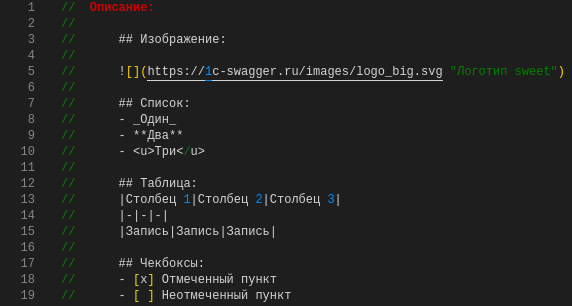 1 // Описание:
2 //
3 // ## Изображение:
4 //
5 // ![](https://1c-swagger.ru/images/logo_big.svg "Логотип sweet")
6 //
7 // ## Список:
8 // - _Один_
9 // - **Два**
10 // - <u>Три</u>
11 //
12 // ## Таблица:
13 // |Столбец 1|Столбец 2|Столбец 3|
14 // |-|-|-|
15 // |Запись|Запись|Запись|
16 //
17 // ## Чекбоксы:
18 // - [x] Отмеченный пункт
19 // - [ ] Неотмеченный пункт